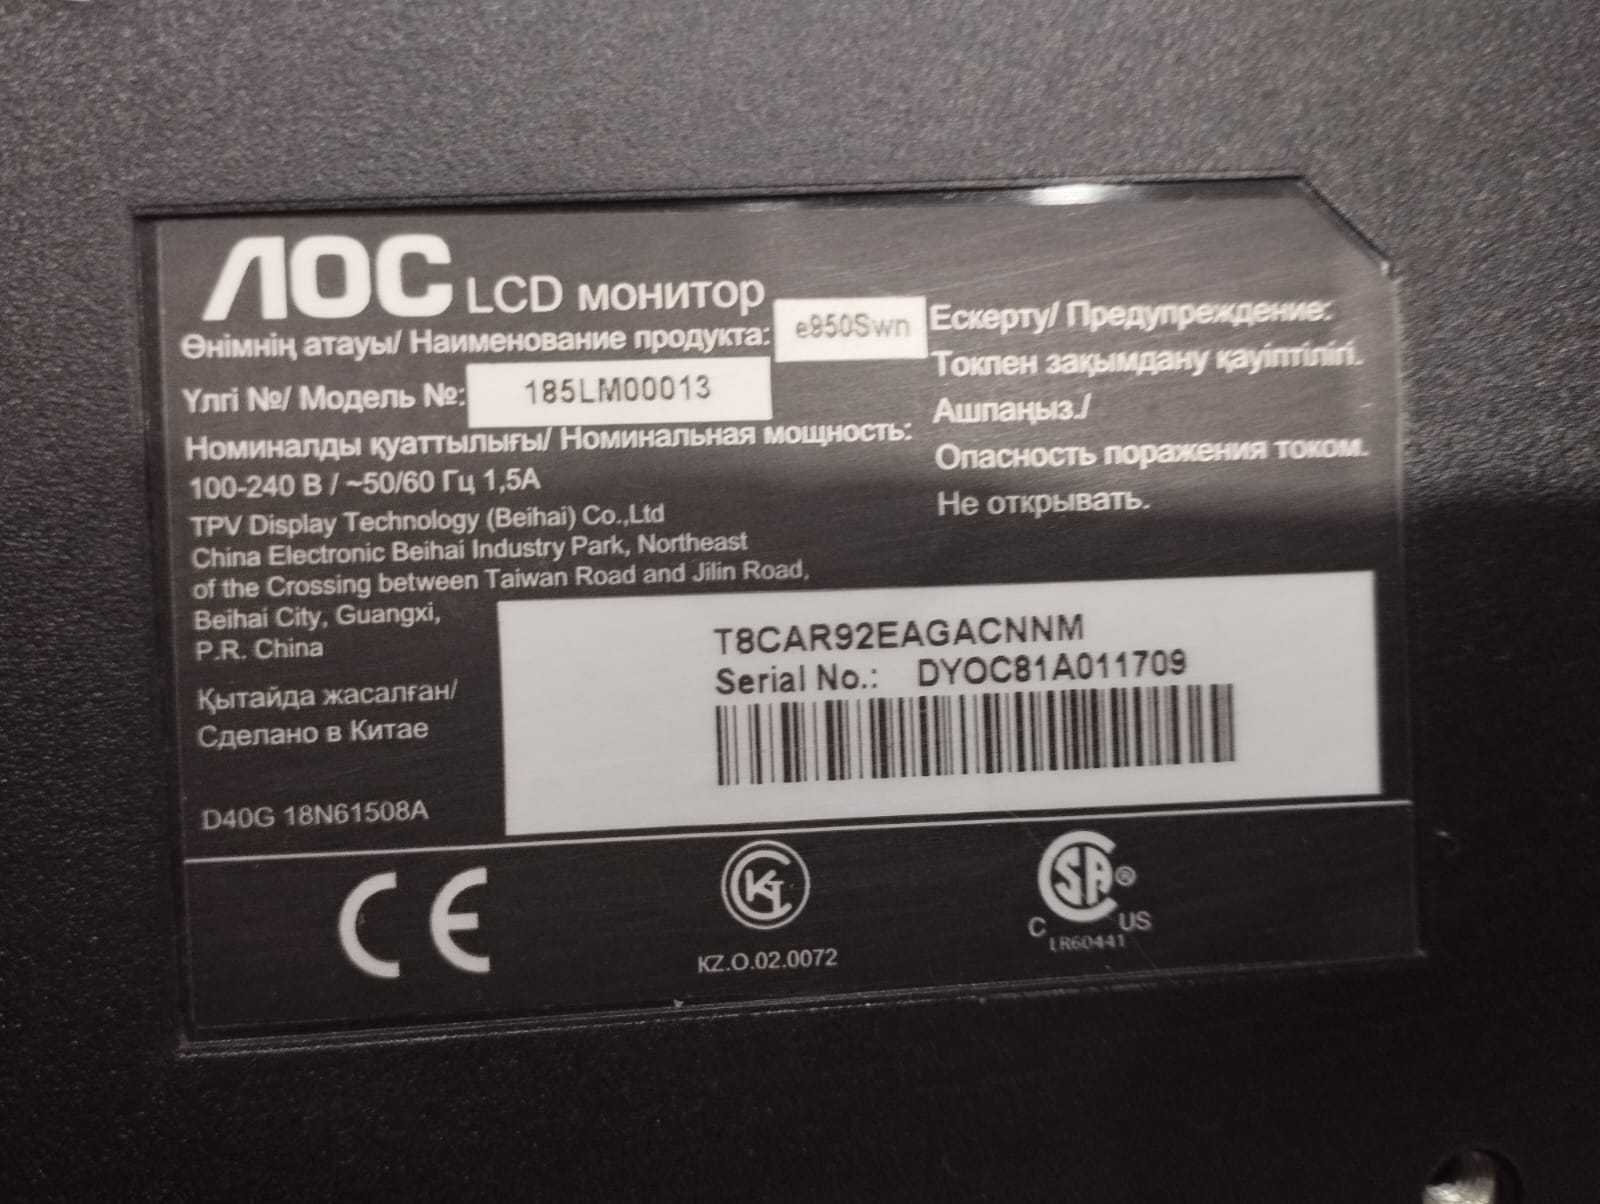 AOC LCD монитор
Өнімнің атауы/ Наименование продукта: e950Swn
Үлгі №/ Модель №: 185LM00013
Номиналды қуаттылығы/ Номинальная мощность:
100-240 В / ~50/60 Гц 1,5А
TPV Display Technology (Beihai) Co.,Ltd
China Electronic Beihai Industry Park, Northeast
of the Crossing between Taiwan Road and Jilin Road,
Beihai City, Guangxi,
P.R. China
Қытайда жасалған/
Сделано в Китае
D40G 18N61508A
Ескерту/ Предупреждение:
Токпен зақымдану қауіптілігі.
Ашпаңыз./
Опасность поражения током.
Не открывать.
T8CAR92EAGACNNM
Serial No.: DYOC81A011709
CE
KZ.O.02.0072
C SA® US
LR60441